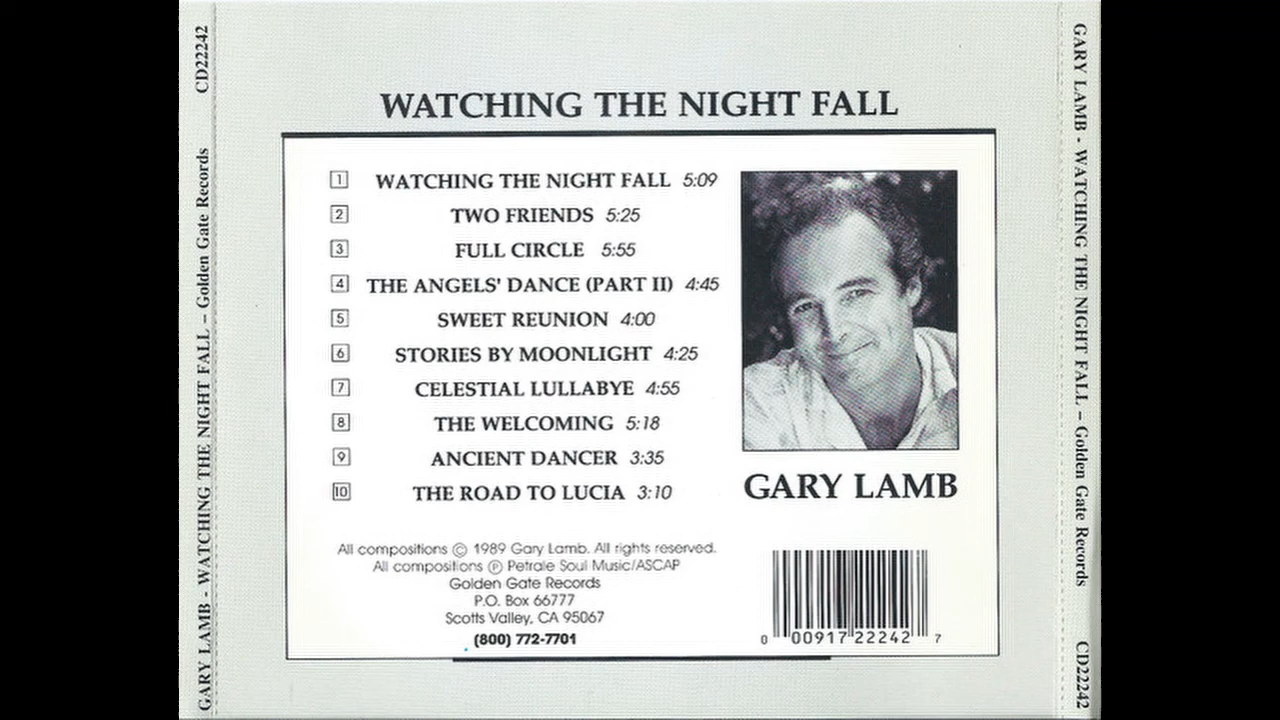 GARY LAMB - WATCHING THE NIGHT FALL – Golden Gate Records CD22242
WATCHING THE NIGHT FALL
1 WATCHING THE NIGHT FALL 5:09
2 TWO FRIENDS 5:25
3 FULL CIRCLE 5:55
4 THE ANGELS' DANCE (PART II) 4:45
5 SWEET REUNION 4:00
6 STORIES BY MOONLIGHT 4:25
7 CELESTIAL LULLABYE 4:55
8 THE WELCOMING 5:18
9 ANCIENT DANCER 3:35
10 THE ROAD TO LUCIA 3:10
GARY LAMB
All compositions © 1989 Gary Lamb. All rights reserved.
All compositions ℗ Petrale Soul Music/ASCAP
Golden Gate Records
P.O. Box 66777
Scotts Valley, CA 95067
(800) 772-7701
0 00917 22242 7
GARY LAMB - WATCHING THE NIGHT FALL – Golden Gate Records CD22242